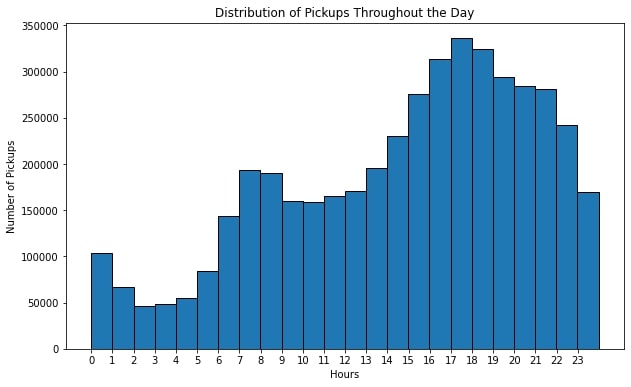 Distribution of Pickups Throughout the Day
350000
300000
250000
200000
150000
100000
50000
0
Number of Pickups
0 1 2 3 4 5 6 7 8 9 10 11 12 13 14 15 16 17 18 19 20 21 22 23
Hours